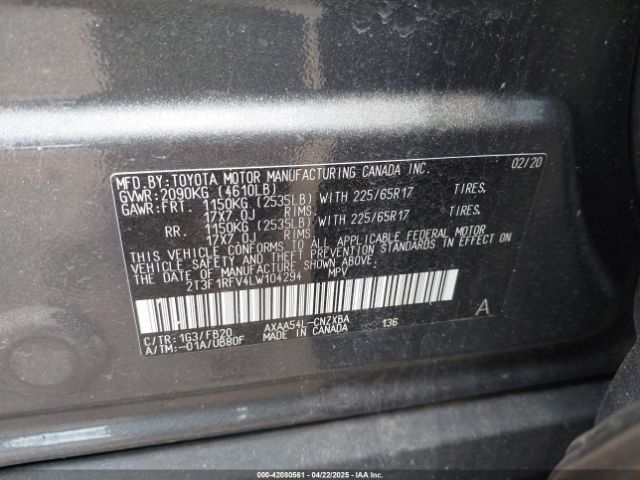 MFD.BY:TOYOTA MOTOR MANUFACTURING CANADA INC. 02/20
GVWR:2090KG (4610LB)
GAWR:FRT. 1150KG (2535LB) WITH 225/65R17 TIRES.
17X7.0J RIMS.
RR. 1150KG (2535LB) WITH 225/65R17 TIRES.
17X7.0J RIMS.
THIS VEHICLE CONFORMS TO ALL APPLICABLE FEDERAL MOTOR
VEHICLE SAFETY AND THEFT PREVENTION STANDARDS IN EFFECT ON
THE DATE OF MANUFACTURE SHOWN ABOVE.
2T3F1RFV4LW104294 MPV
A
C/TR:1G3/FB20 AXAA54L-CNZXBA 136
A/TM:-01A/UB80F MADE IN CANADA
000-42080561 - 04/22/2025 - IAAI.COM